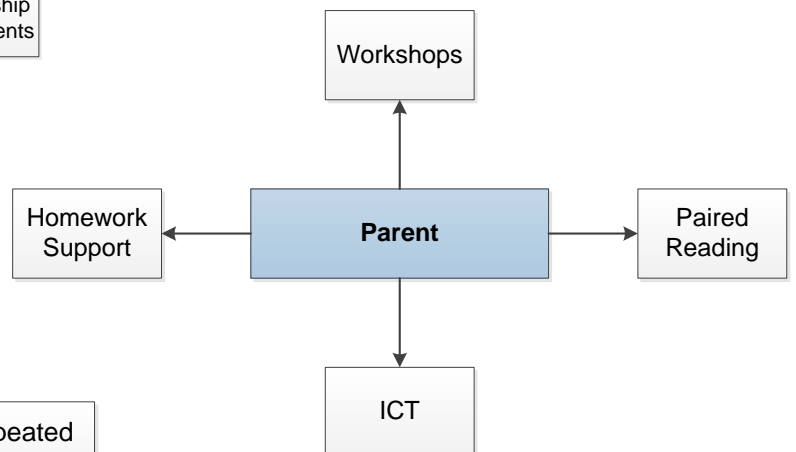 Workshops
Homework
Support
Parent
Paired
Reading
ICT